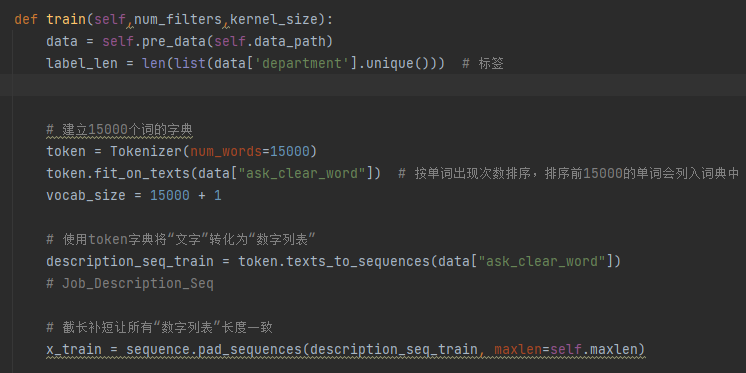 def train(self,num_filters,kernel_size):
data = self.pre_data(self.data_path)
label_len = len(list(data['department'].unique()))  # 标签
# 建立15000个词的字典
token = Tokenizer(num_words=15000)
token.fit_on_texts(data["ask_clear_word"])  # 按单词出现次数排序，排序前15000的单词会列入词典中
vocab_size = 15000 + 1
# 使用token字典将“文字”转化为“数字列表”
description_seq_train = token.texts_to_sequences(data["ask_clear_word"])
# Job_Description_Seq
# 截长补短让所有“数字列表”长度一致
x_train = sequence.pad_sequences(description_seq_train, maxlen=self.maxlen)